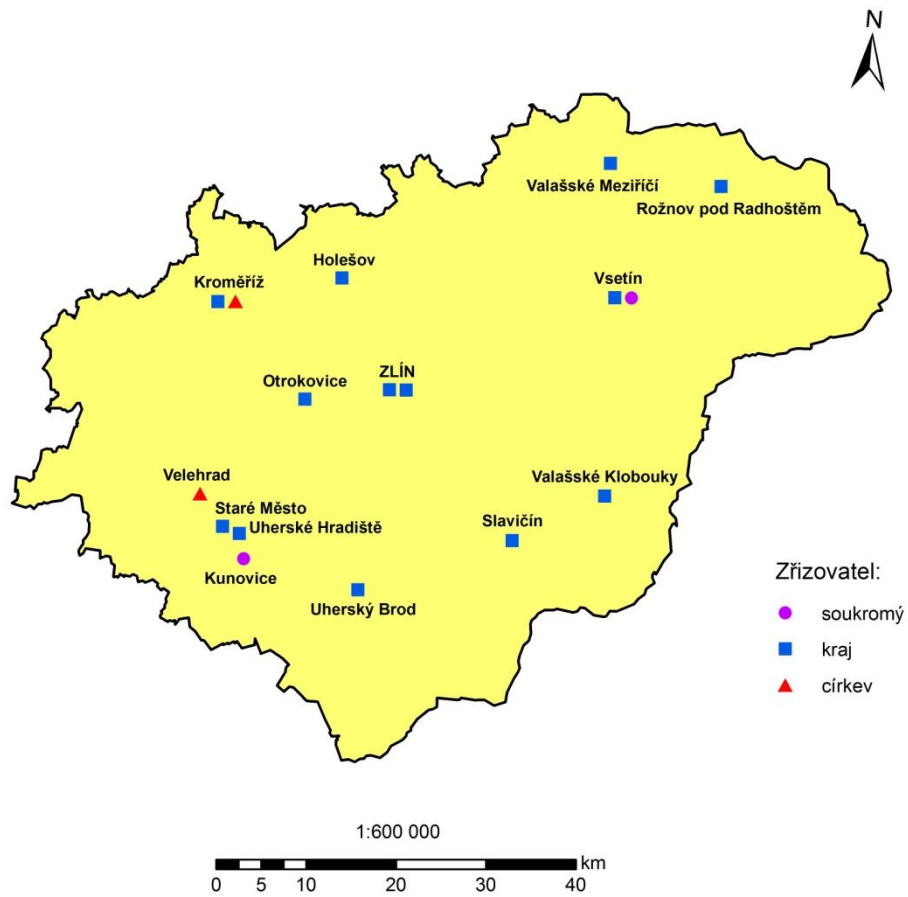 N
Valašské Meziříčí
Rožnov pod Radhoštěm
Holešov
Kroměříž
Vsetín
ZLÍN
Otrokovice
Velehrad
Valašské Klobouky
Staré Město
Slavičín
Uherské Hradiště
Kunovice
Uherský Brod
Zřizovatel:
soukromý
kraj
církev
1:600 000
km
0 5 10 20 30 40